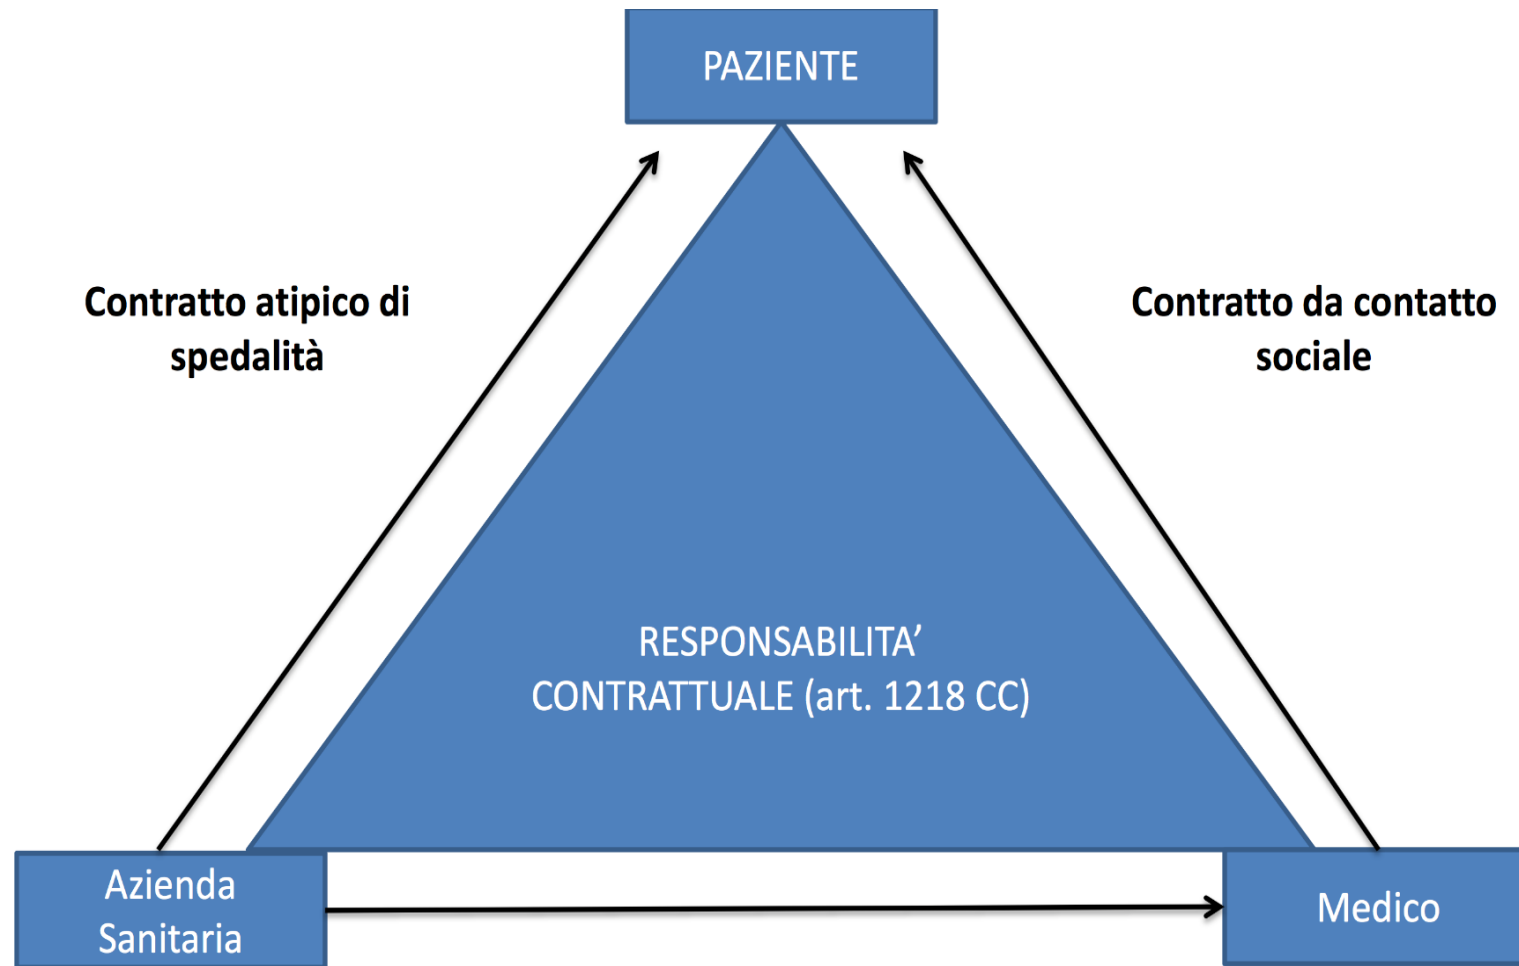 PAZIENTE
Contratto atipico di
spedalità
Contratto da contatto
sociale
RESPONSABILITA’
CONTRATTUALE (art. 1218 CC)
Azienda
Sanitaria
Medico